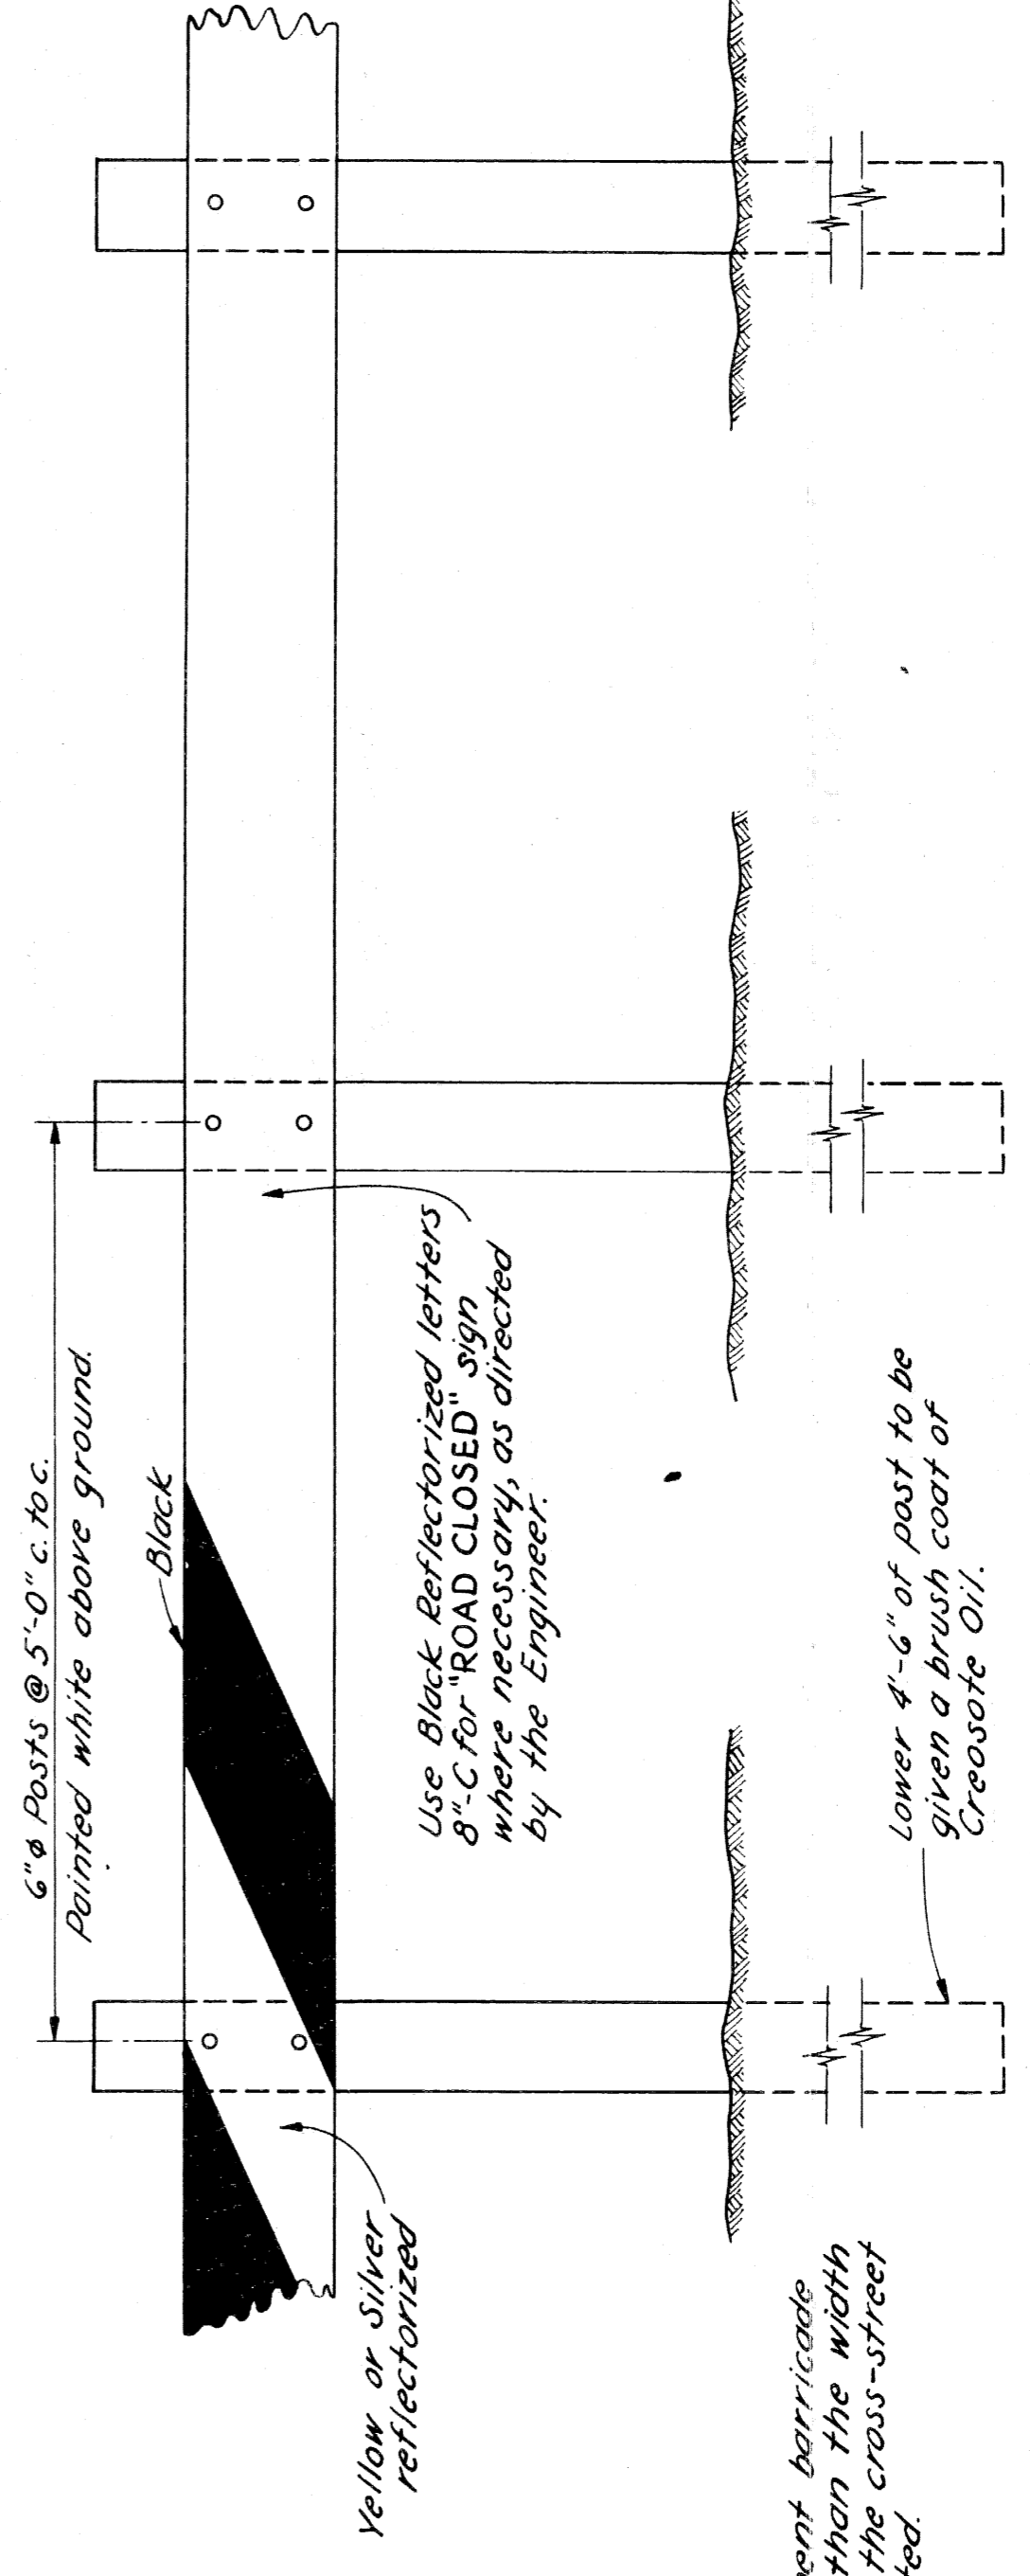 6"φ Posts @ 5'-0" c. to c.
Painted white above ground.
Black
Use Black Reflectorized letters
8"-C for "ROAD CLOSED" sign
where necessary, as directed
by the Engineer.
Yellow or Silver
reflectorized
Lower 4'-6" of post to be
given a brush coat of
Creosote Oil.
barricade
than the width
the cross-street